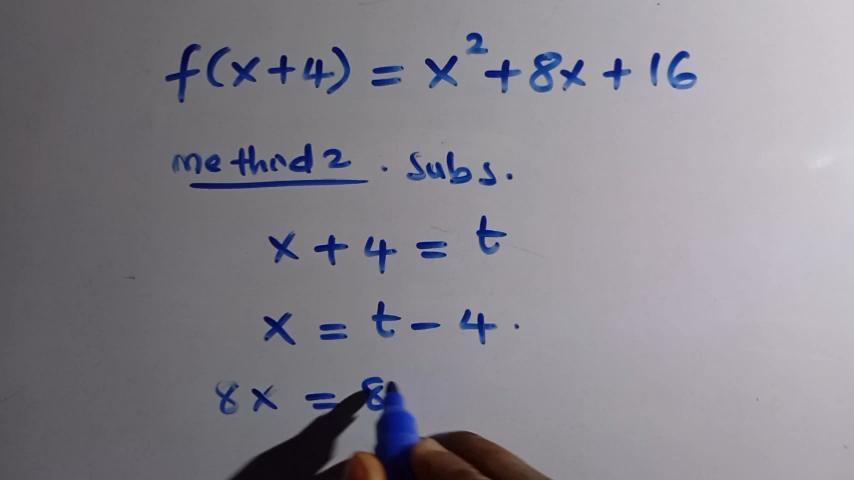 f(x+4) = x²+8x+16
method 2 . subs.
x + 4 = t
x = t - 4 .
8x = 8